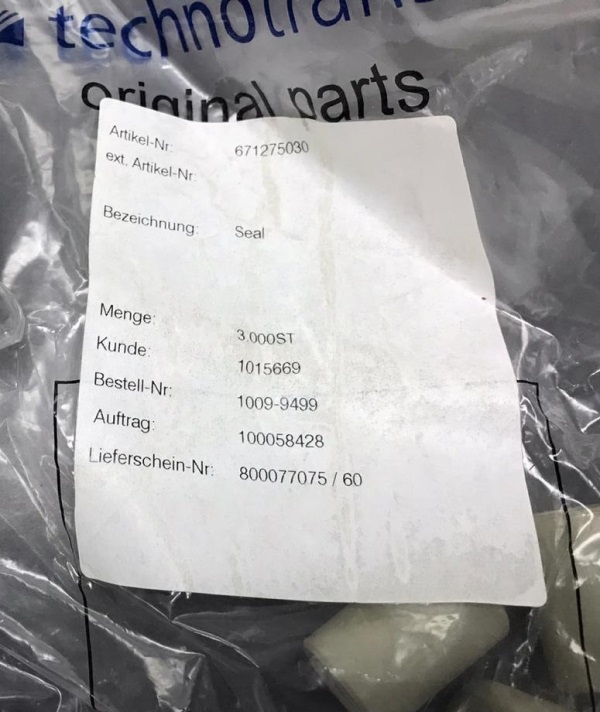 technotrans
original parts
Artikel-Nr: 671275030
ext. Artikel-Nr:
Bezeichnung: Seal
Menge: 3.000ST
Kunde: 1015669
Bestell-Nr: 1009-9499
Auftrag: 100058428
Lieferschein-Nr: 800077075 / 60